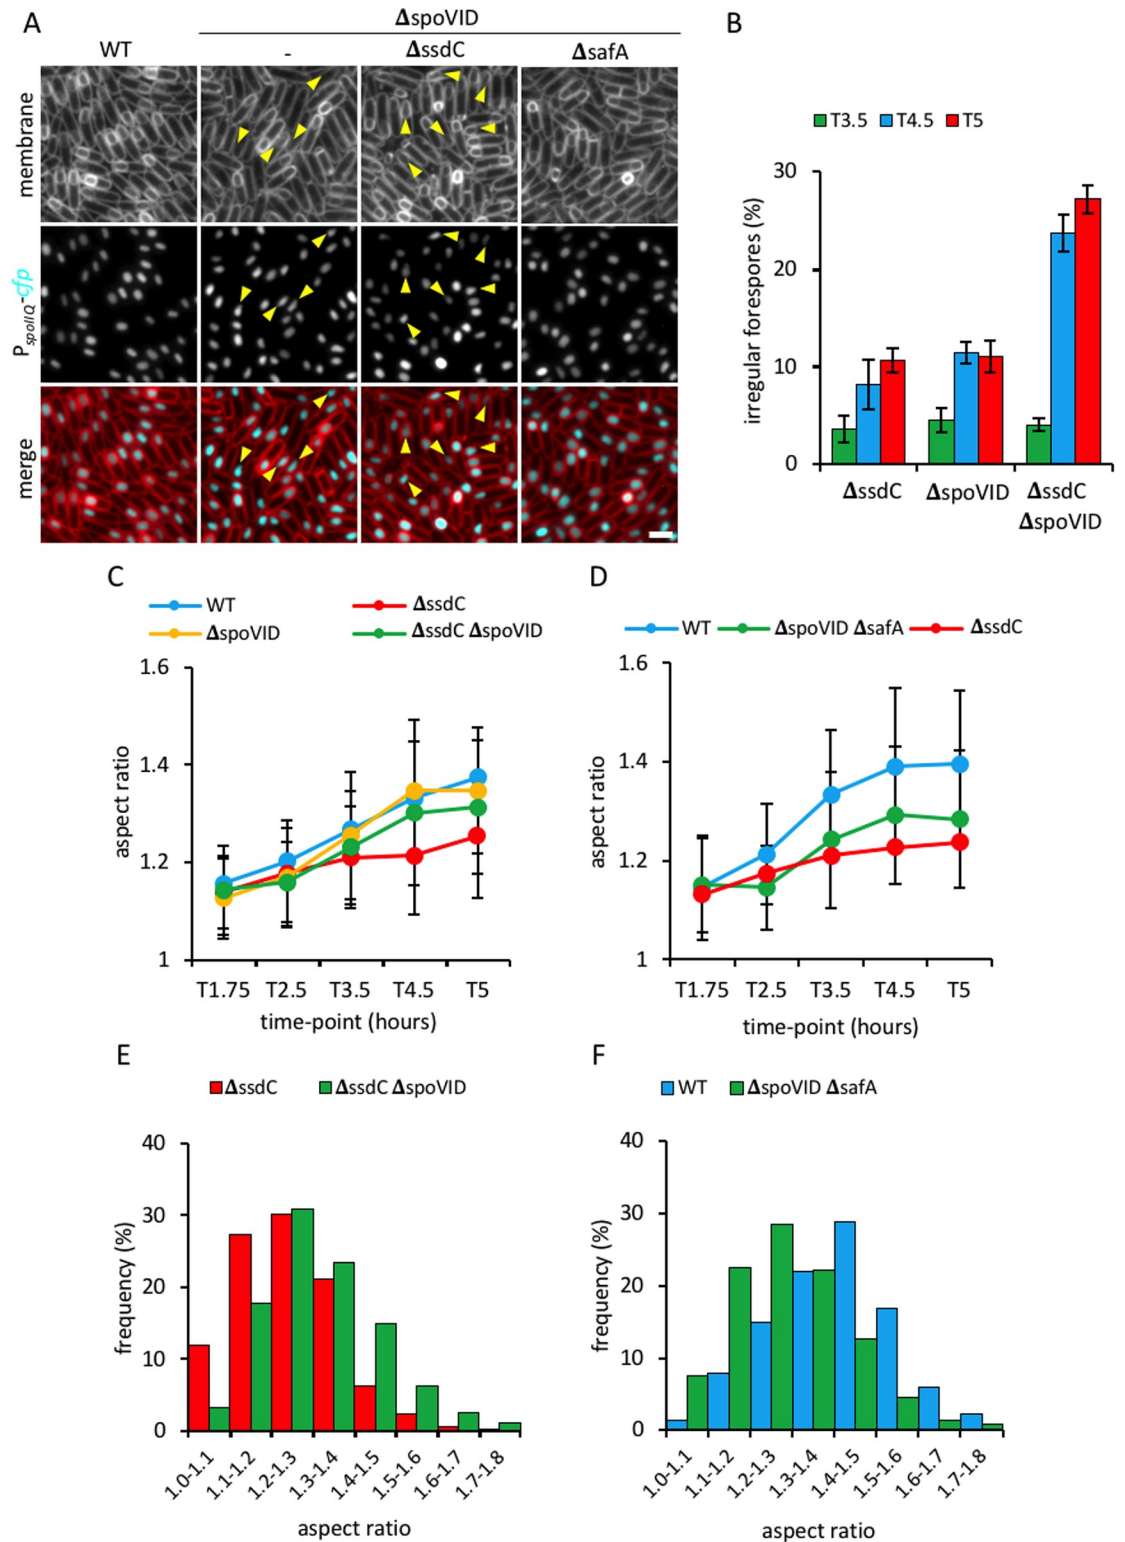 A
ΔspoVID
WT
-
ΔssdC
ΔsafA
membrane
PspoIIQ-cfp
merge
B
T3.5 T4.5 T5
irregular forespores (%)
30
20
10
0
ΔssdC
ΔspoVID
ΔssdC
ΔspoVID
C
WT
ΔssdC
ΔspoVID
ΔssdC ΔspoVID
aspect ratio
1.6
1.4
1.2
1
T1.75 T2.5 T3.5 T4.5 T5
time-point (hours)
D
WT ΔspoVID ΔsafA ΔssdC
aspect ratio
1.6
1.4
1.2
1
T1.75 T2.5 T3.5 T4.5 T5
time-point (hours)
E
ΔssdC ΔssdC ΔspoVID
frequency (%)
40
30
20
10
0
1.0-1.1 1.1-1.2 1.2-1.3 1.3-1.4 1.4-1.5 1.5-1.6 1.6-1.7 1.7-1.8
aspect ratio
F
WT ΔspoVID ΔsafA
frequency (%)
40
30
20
10
0
1.0-1.1 1.1-1.2 1.2-1.3 1.3-1.4 1.4-1.5 1.5-1.6 1.6-1.7 1.7-1.8
aspect ratio